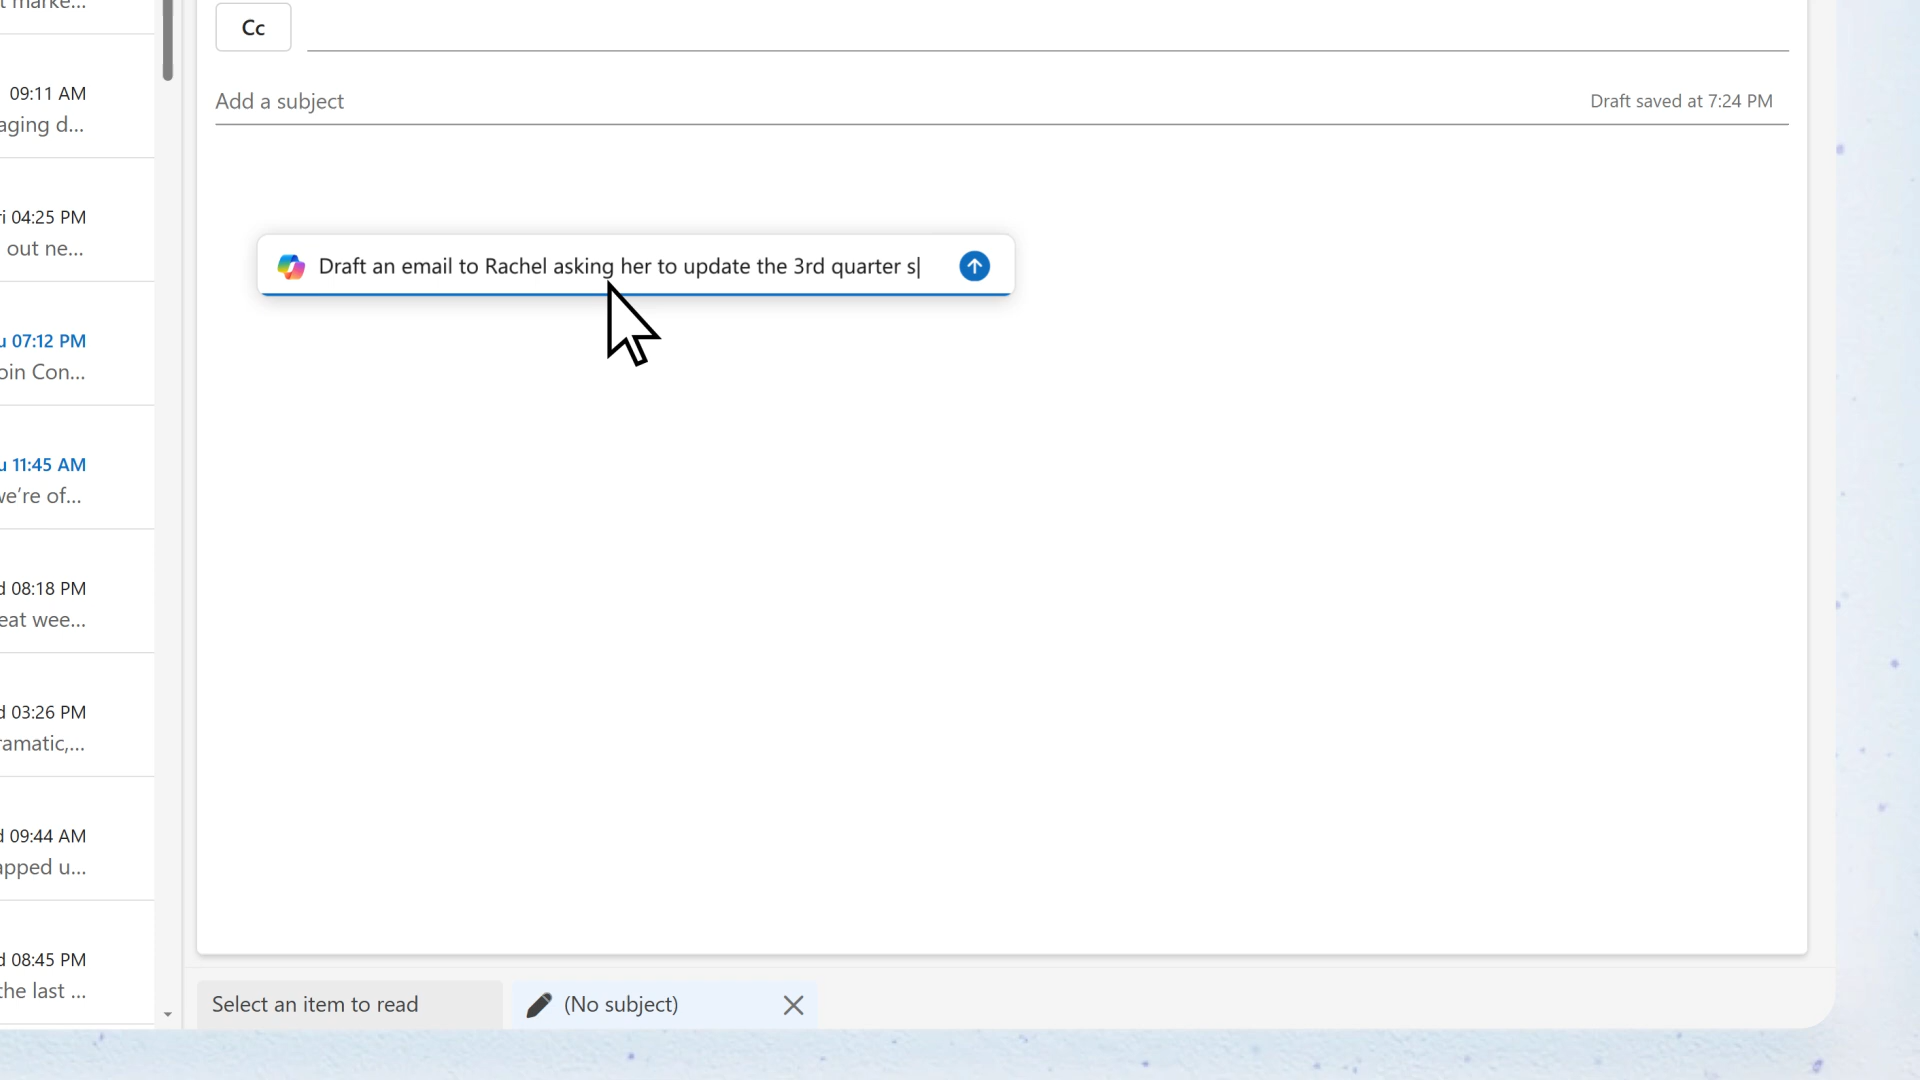 t marke...
Cc
Add a subject
Draft saved at 7:24 PM
09:11 AM
aging d...
Draft an email to Rachel asking her to update the 3rd quarter s
ri 04:25 PM
out ne...
u 07:12 PM
oin Con...
u 11:45 AM
we're of...
d 08:18 PM
eat wee...
d 03:26 PM
ramatic,...
d 09:44 AM
apped u...
d 08:45 PM
the last ...
Select an item to read
(No subject)